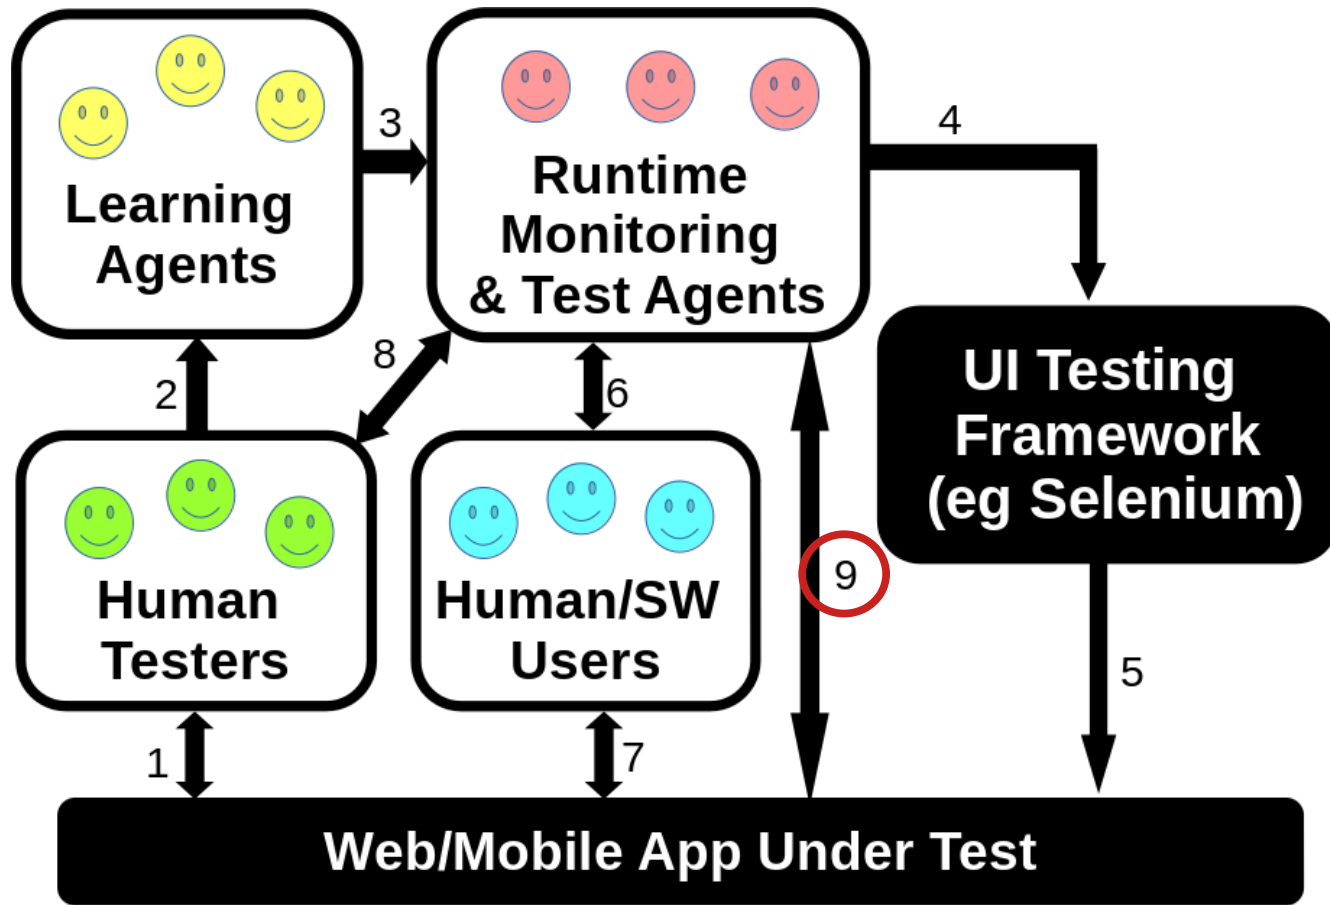 3
4
Learning
Agents
Runtime
Monitoring
& Test Agents
2
8
6
UI Testing
Framework
(eg Selenium)
Human
Testers
Human/SW
Users
9
1
7
5
Web/Mobile App Under Test